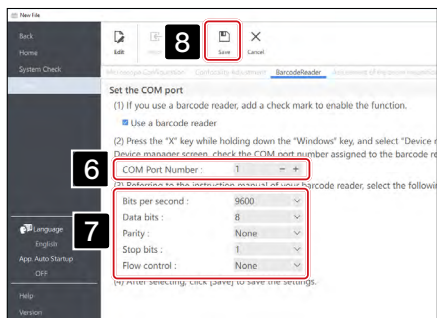 New File
Back
Home
System Check
Edit
Save
Cancel
8
BarcodeReader
Set the COM port
(1) If you use a barcode reader, add a check mark to enable the function.
Use a barcode reader
(2) Press the "X" key while holding down the "Windows" key, and select "Device
Device manager screen, check the COM port number assigned to the barcode re
6
COM Port Number : 1 - +
(3) Referring to the instruction manual of your barcode reader, select the followi
7
Bits per second : 9600
Data bits : 8
Parity : None
Stop bits : 1
Flow control : None
(4) After selecting, click [Save] to save the settings.
Language
English
App. Auto Startup
OFF
Help
Version